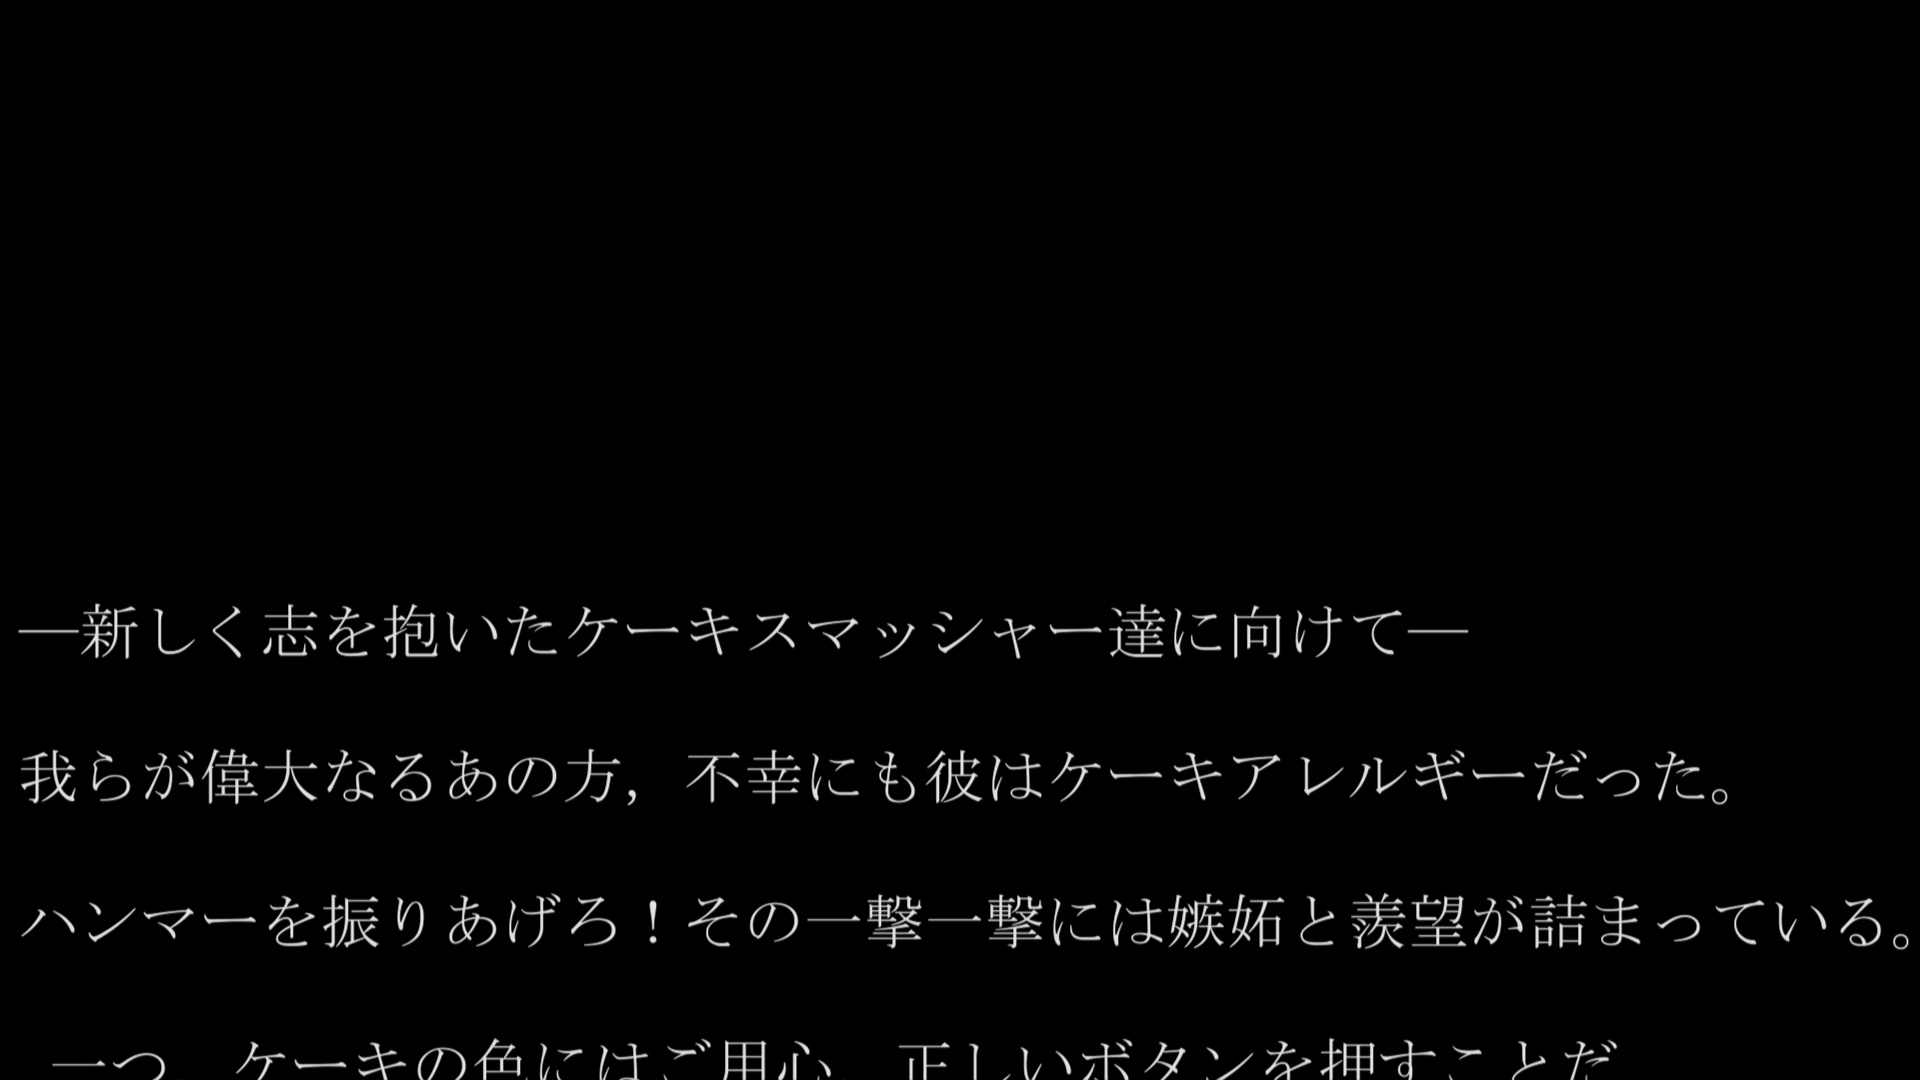 ―新しく志を抱いたケーキスマッシャー達に向けて―
我らが偉大なるあの方，不幸にも彼はケーキアレルギーだった。
ハンマーを振りあげろ！その一撃一撃には嫉妬と羨望が詰まっている。
一つ，ケーキの色にはご用心，正しいボタンを押すことだ